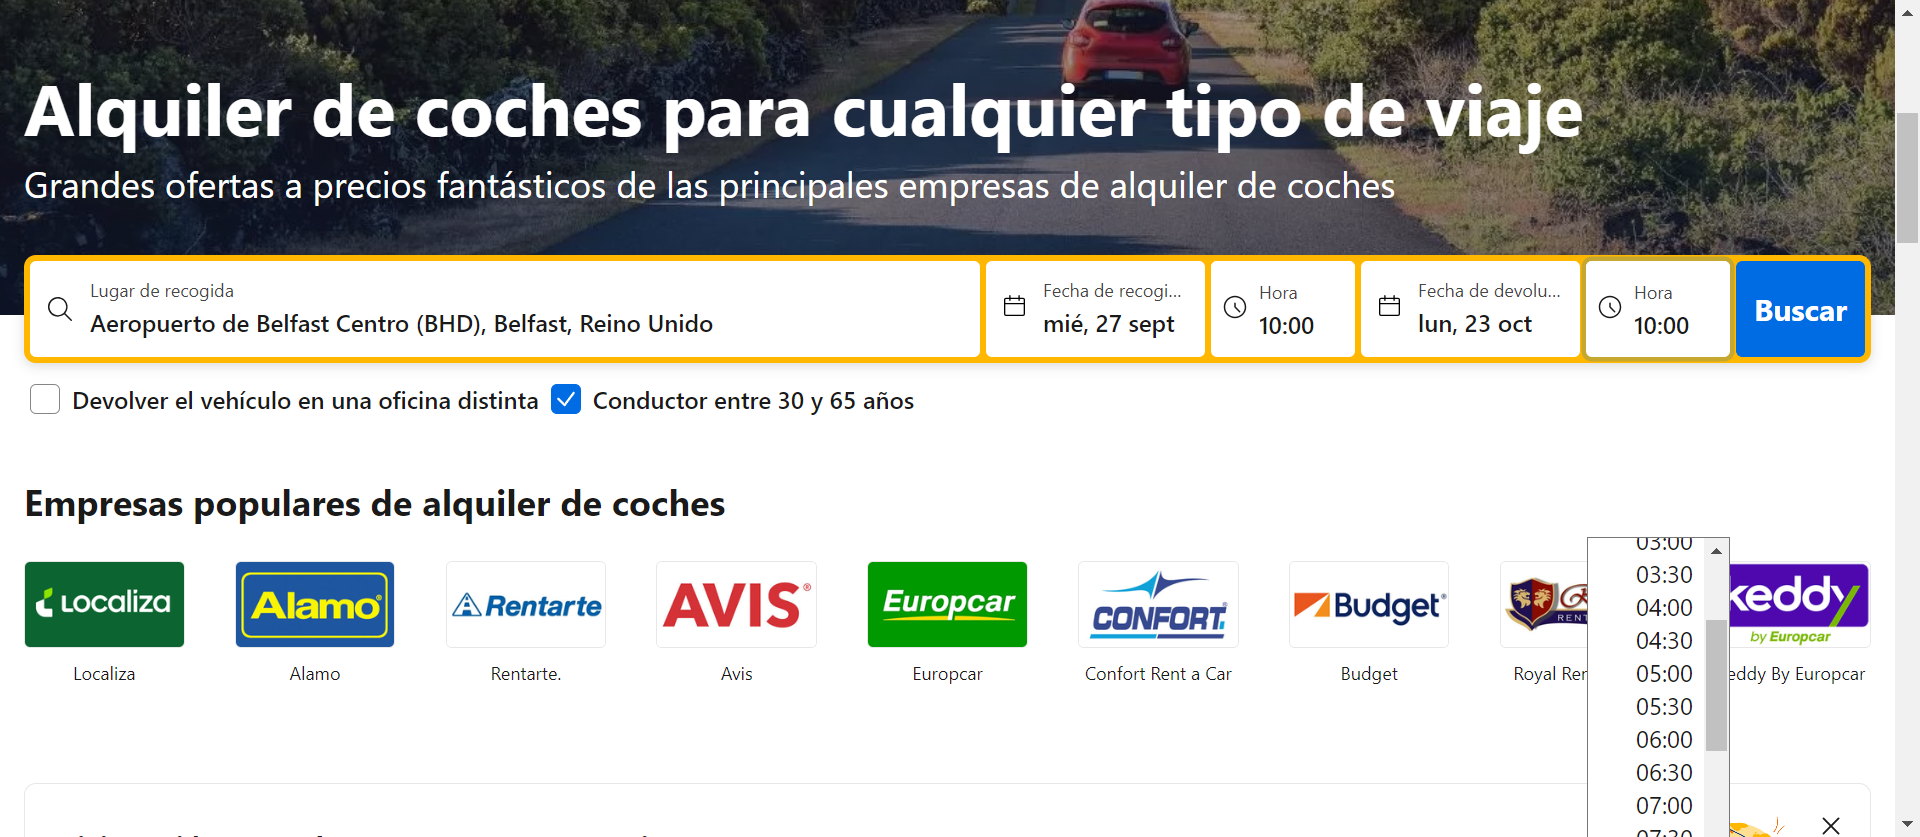 Alquiler de coches para cualquier tipo de viaje
Grandes ofertas a precios fantásticos de las principales empresas de alquiler de coches
Lugar de recogida
Aeropuerto de Belfast Centro (BHD), Belfast, Reino Unido
Fecha de recogi...
mié, 27 sept
Hora
10:00
Fecha de devolu...
lun, 23 oct
Hora
10:00
Buscar
Devolver el vehículo en una oficina distinta
Conductor entre 30 y 65 años
Empresas populares de alquiler de coches
Localiza
Alamo
Rentarte
AVIS
Europcar
CONFORT
Budget
RENT
keddy
by Europcar
Localiza
Alamo
Rentarte.
Avis
Europcar
Confort Rent a Car
Budget
Royal Rer
eddy By Europcar
03:00
03:30
04:00
04:30
05:00
05:30
06:00
06:30
07:00
07:30